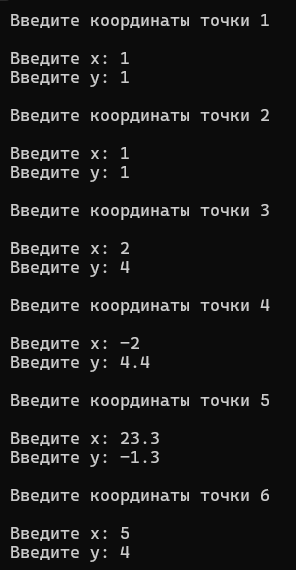 Введите координаты точки 1
Введите x: 1
Введите y: 1
Введите координаты точки 2
Введите x: 1
Введите y: 1
Введите координаты точки 3
Введите x: 2
Введите y: 4
Введите координаты точки 4
Введите x: -2
Введите y: 4.4
Введите координаты точки 5
Введите x: 23.3
Введите y: -1.3
Введите координаты точки 6
Введите x: 5
Введите y: 4